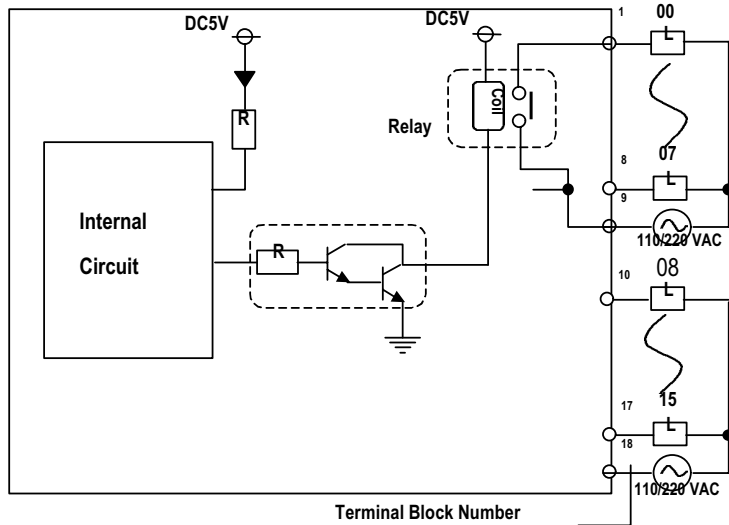 DC5V
DC5V
1
00
L
R
Coil
Relay
8
07
L
9
110/220 VAC
Internal
Circuit
R
10
08
L
17
15
L
18
110/220 VAC
Terminal Block Number